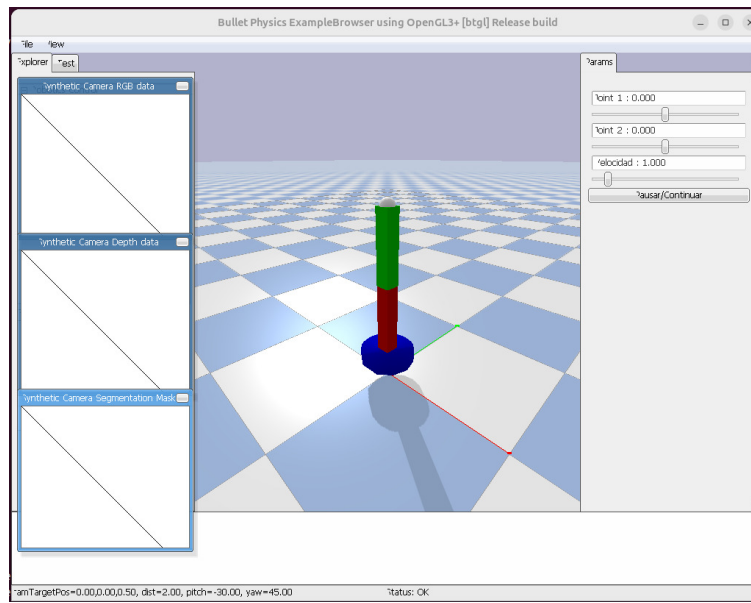 Bullet Physics ExampleBrowser using OpenGL3+ [btgl] Release build
File View
Explorer Test
Params
Synthetic Camera RGB data
Synthetic Camera Depth data
Synthetic Camera Segmentation Mask
Point 1 : 0.000
Point 2 : 0.000
Velocidad : 1.000
Pausar/Continuar
camTargetPos=0.00,0.00,0.50, dist=2.00, pitch=-30.00, yaw=45.00 Status: OK